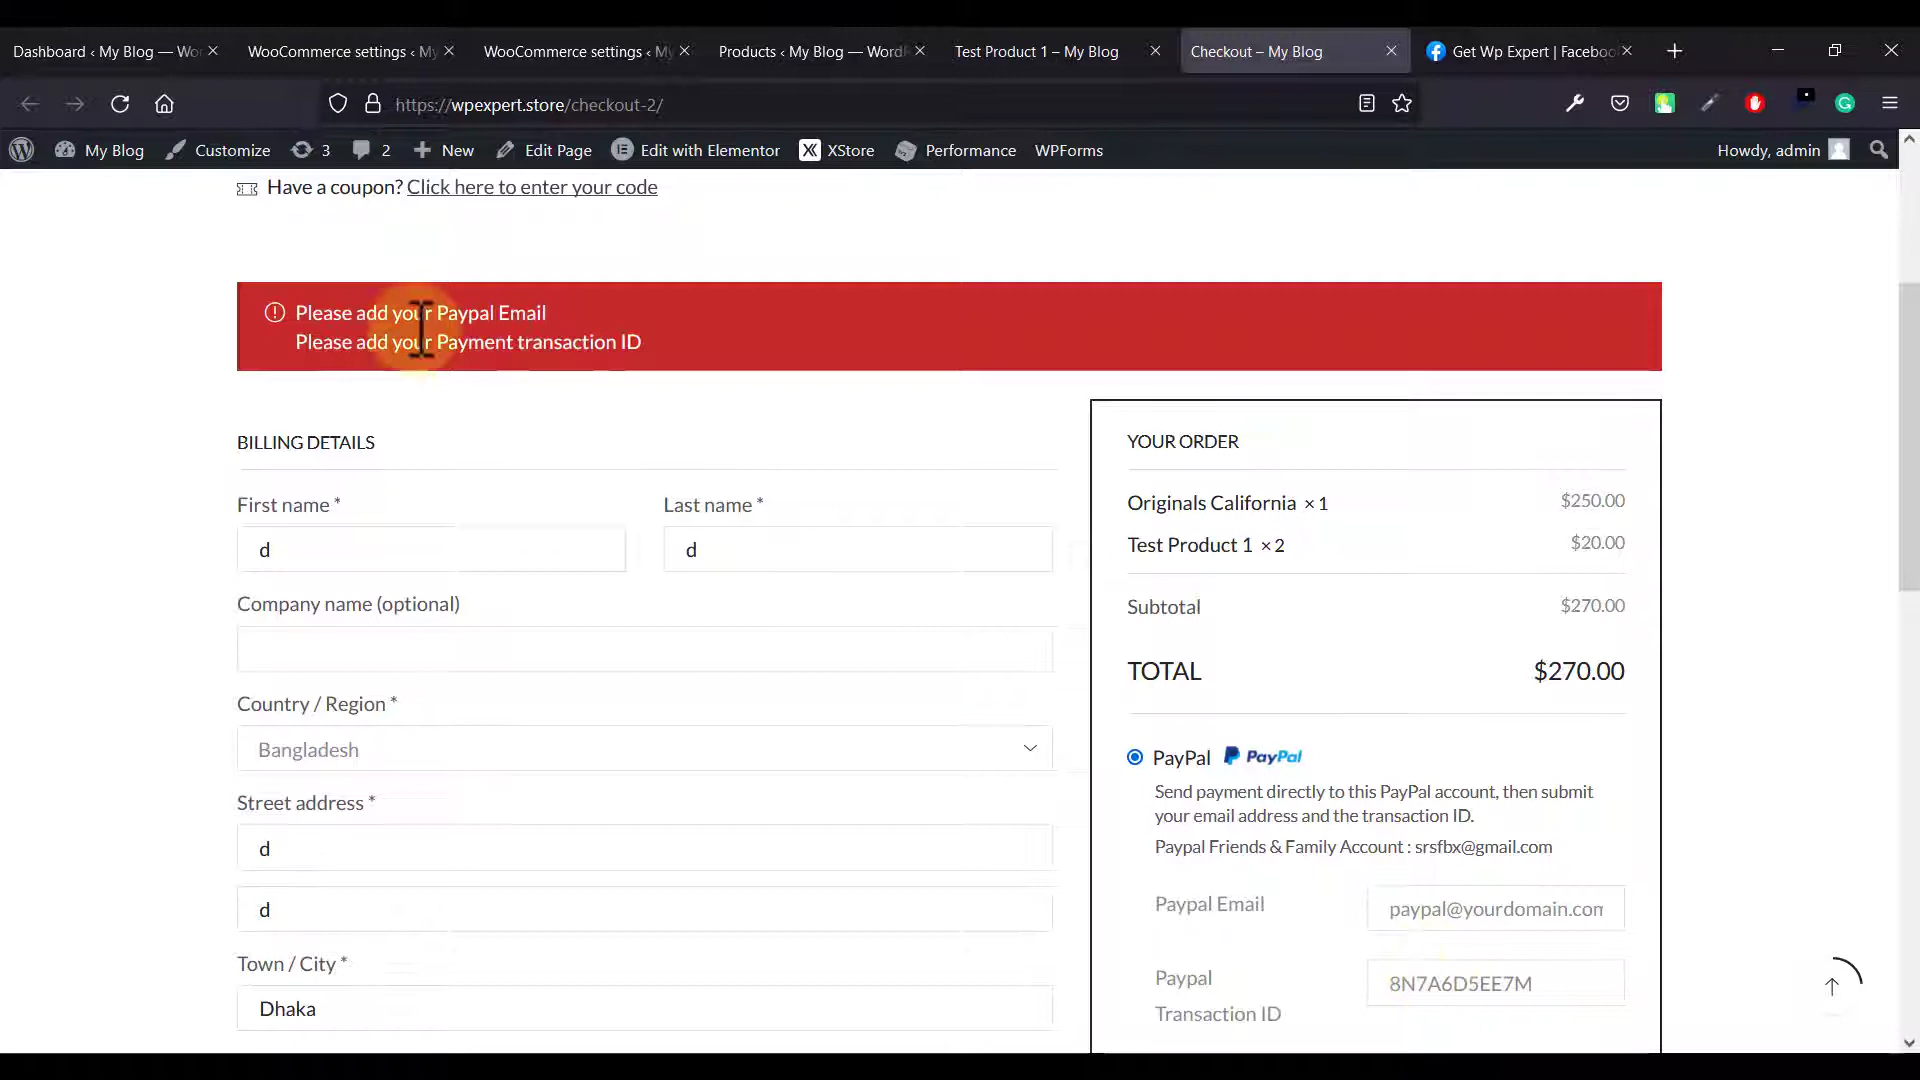 Dashboard ‹ My Blog — Wo
WooCommerce settings ‹ My
WooCommerce settings ‹ My
Products ‹ My Blog — WordP
Test Product 1 – My Blog
Checkout – My Blog
Get Wp Expert | Faceboo
https://wpexpert.store/checkout-2/
My Blog
Customize
3
2
New
Edit Page
Edit with Elementor
XStore
Performance
WPForms
Howdy, admin
Have a coupon? Click here to enter your code
Please add your Paypal Email
Please add your Payment transaction ID
BILLING DETAILS
First name *
Last name *
d
d
Company name (optional)
Country / Region *
Bangladesh
Street address *
d
d
Town / City *
Dhaka
YOUR ORDER
Originals California × 1 $250.00
Test Product 1 × 2 $20.00
Subtotal $270.00
TOTAL $270.00
PayPal PayPal
Send payment directly to this PayPal account, then submit
your email address and the transaction ID.
Paypal Friends & Family Account : srsfbx@gmail.com
Paypal Email
paypal@yourdomain.con
Paypal
Transaction ID
8N7A6D5EE7M